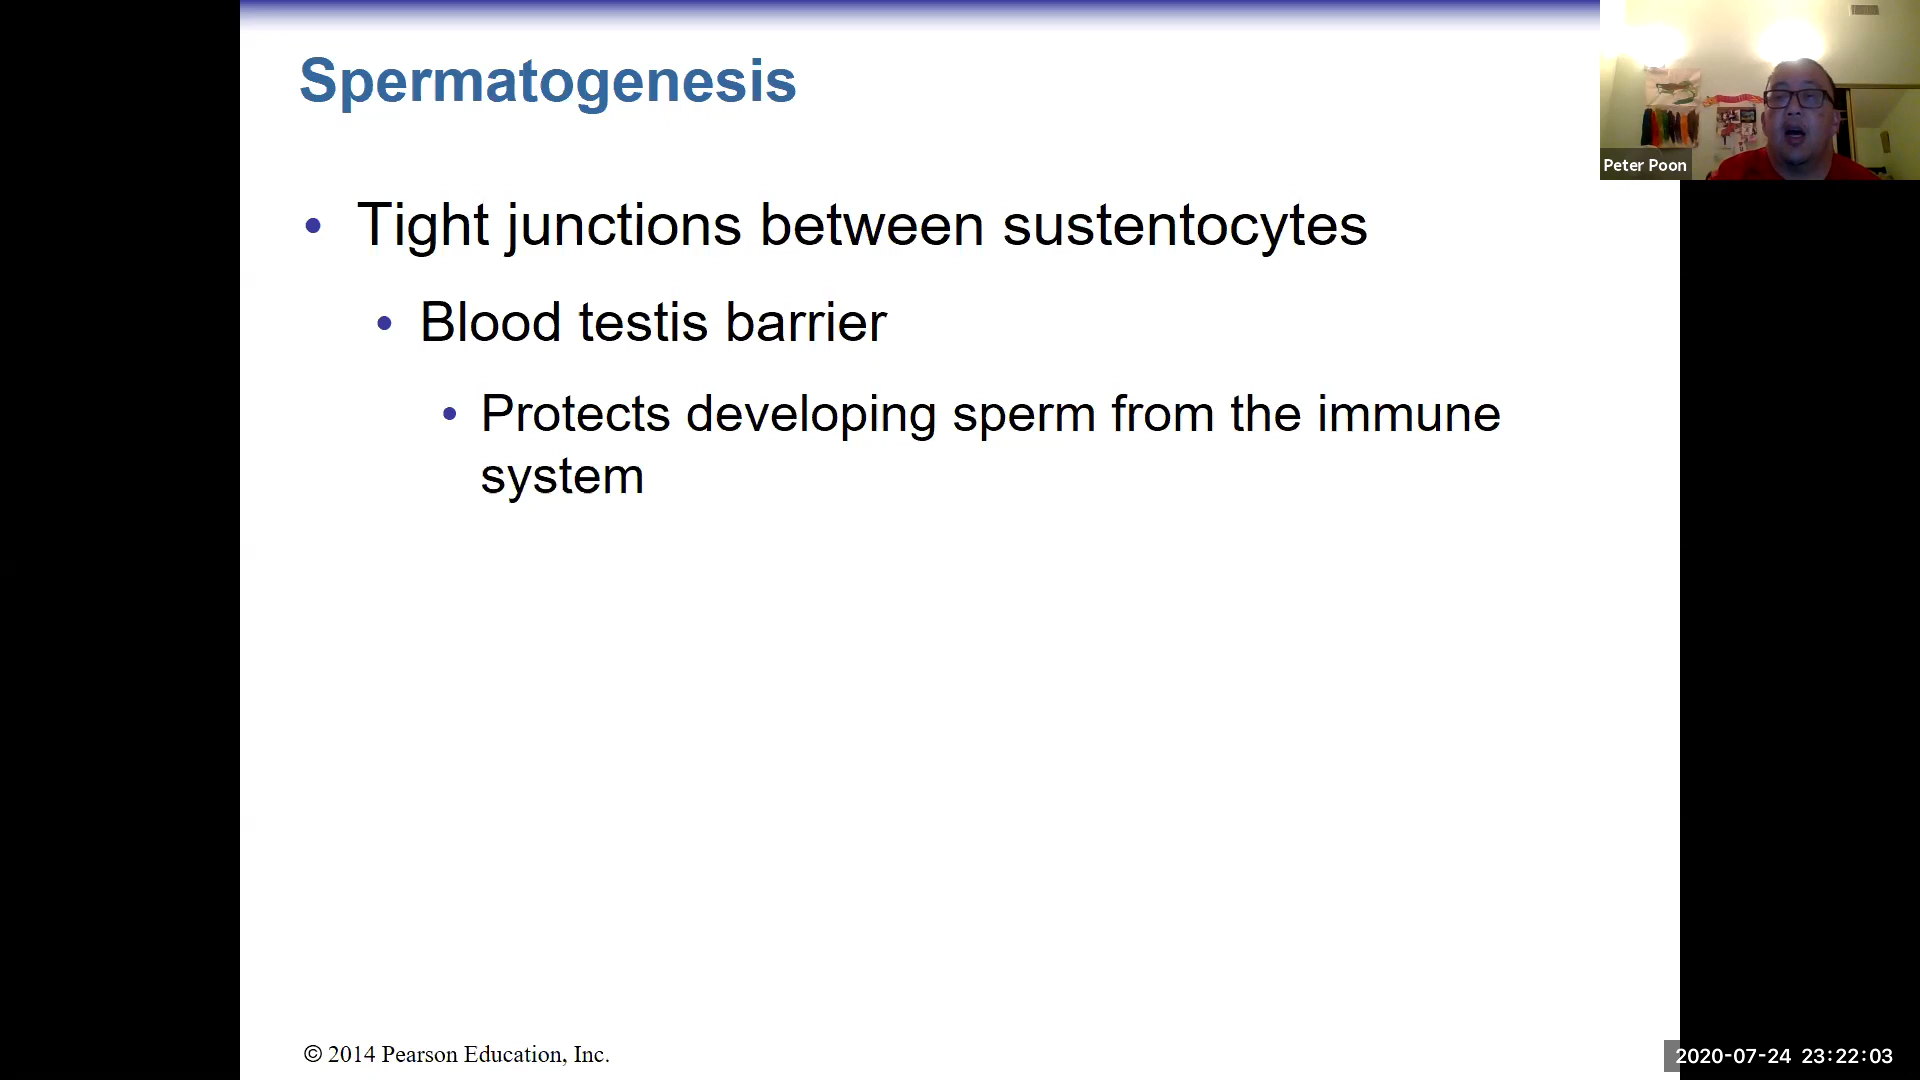 Spermatogenesis
• Tight junctions between sustentocytes
• Blood testis barrier
• Protects developing sperm from the immune
system
© 2014 Pearson Education, Inc.
Peter Poon
2020-07-24 23:22:03